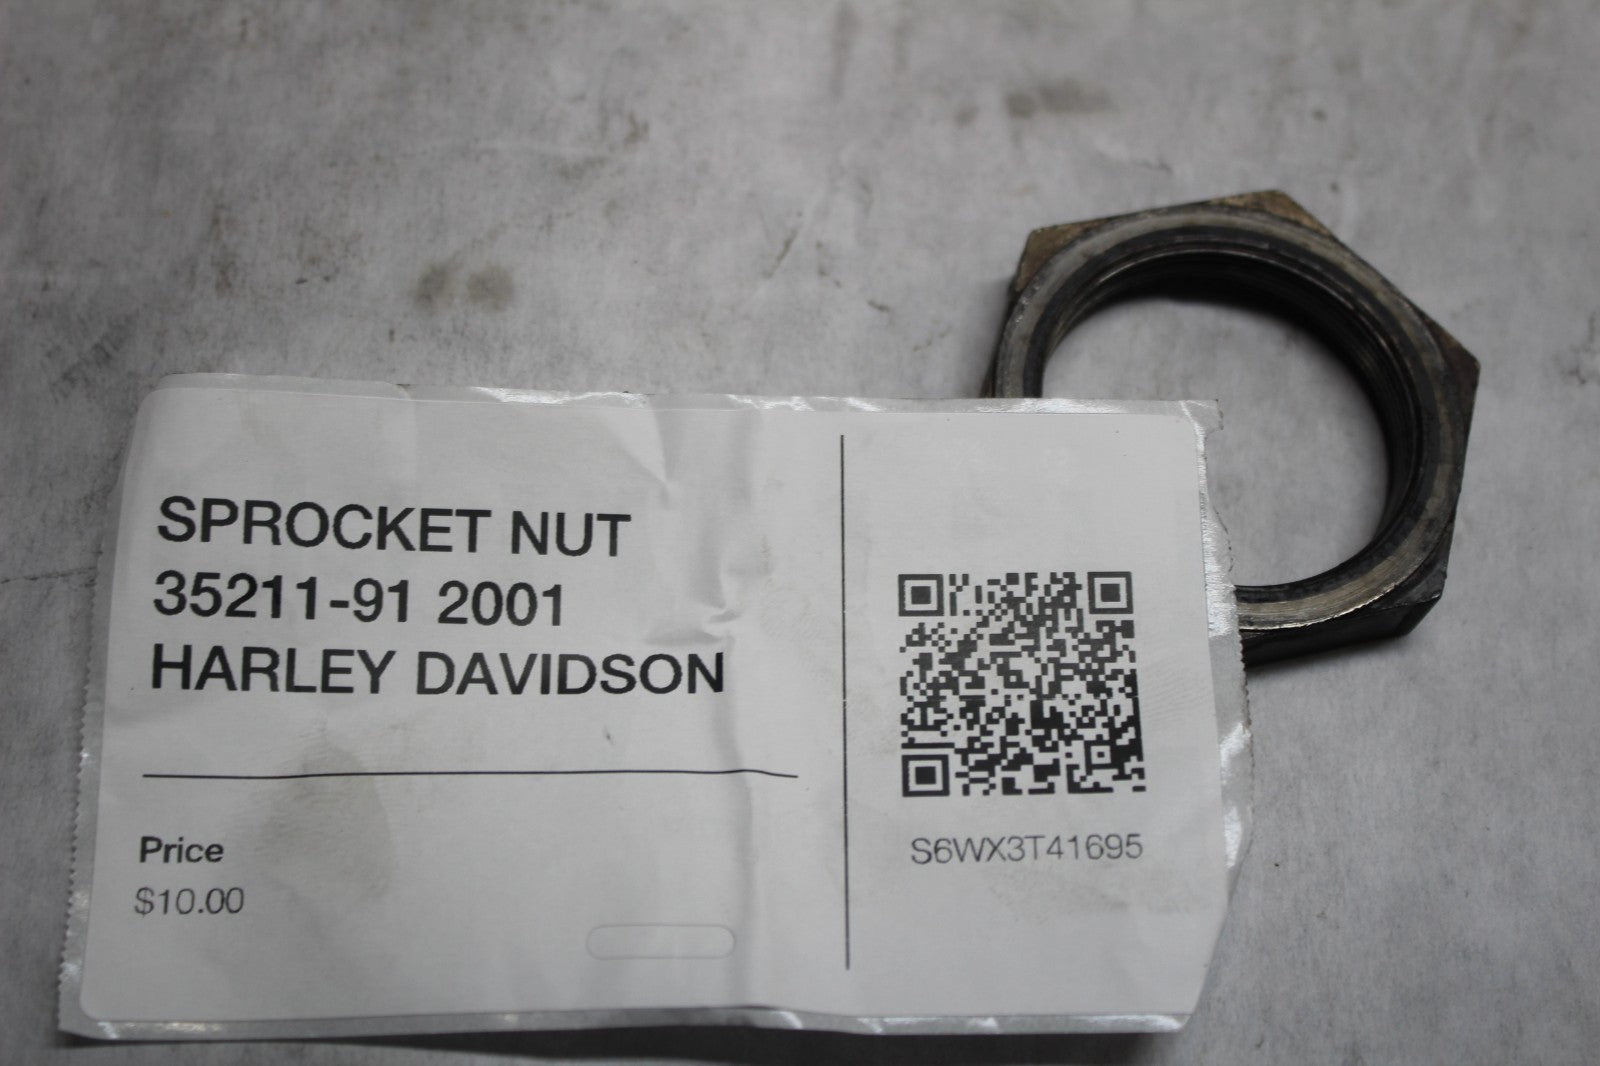 SPROCKET NUT
35211-91 2001
HARLEY DAVIDSON
Price
$10.00
S6WX3T41695